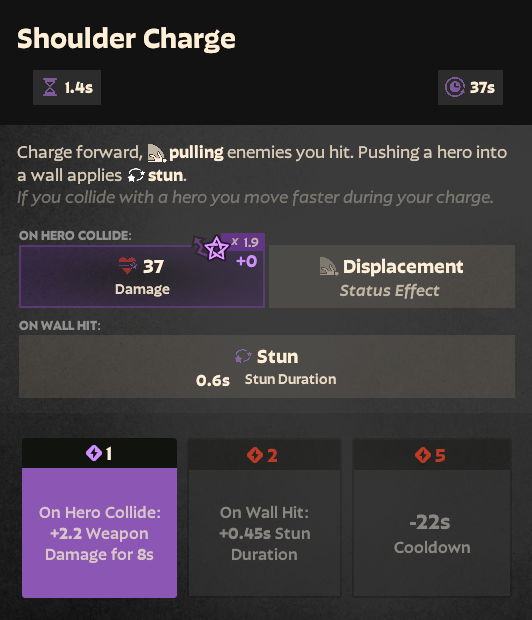 Shoulder Charge
1.4s
37s
Charge forward, pulling enemies you hit. Pushing a hero into
a wall applies stun.
If you collide with a hero you move faster during your charge.
ON HERO COLLIDE:
x 1.9
+0
37
Damage
Displacement
Status Effect
ON WALL HIT:
Stun
0.6s Stun Duration
1
On Hero Collide:
+2.2 Weapon
Damage for 8s
2
On Wall Hit:
+0.45s Stun
Duration
5
-22s
Cooldown